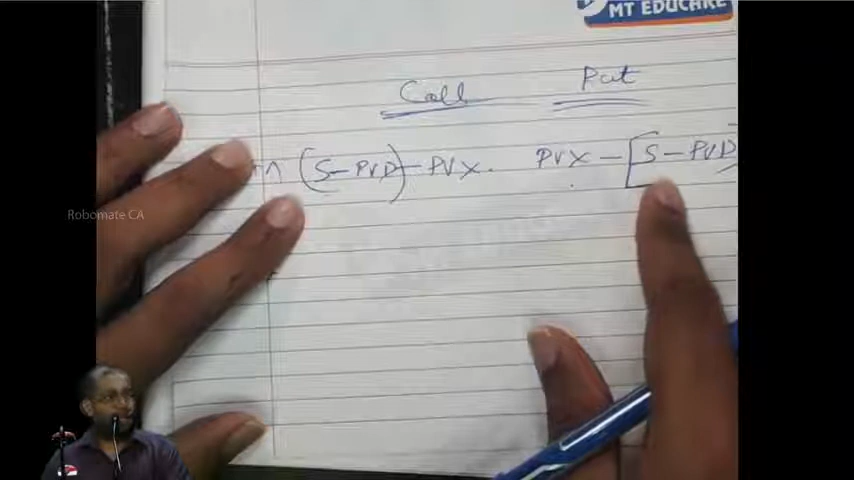 MT EDUCARE
Call Put
(S-PVD)-PVX. PVX-[S-PVD
Robomate CA